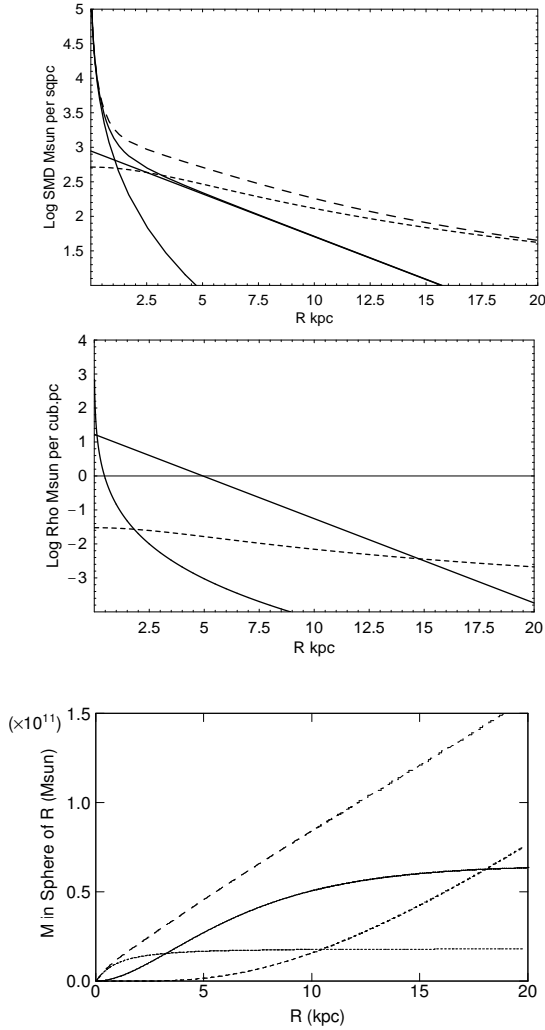 5
4.5
4
3.5
3
2.5
2
1.5
Log SMD Msun per sqpc
2.5 5 7.5 10 12.5 15 17.5 20
R kpc
4
3
2
1
0
−1
−2
−3
Log Rho Msun per cub.pc
2.5 5 7.5 10 12.5 15 17.5 20
R kpc
(×10¹¹)
1.5
1.0
0.5
0.0
M in Sphere of R (Msun)
0 5 10 15 20
R (kpc)